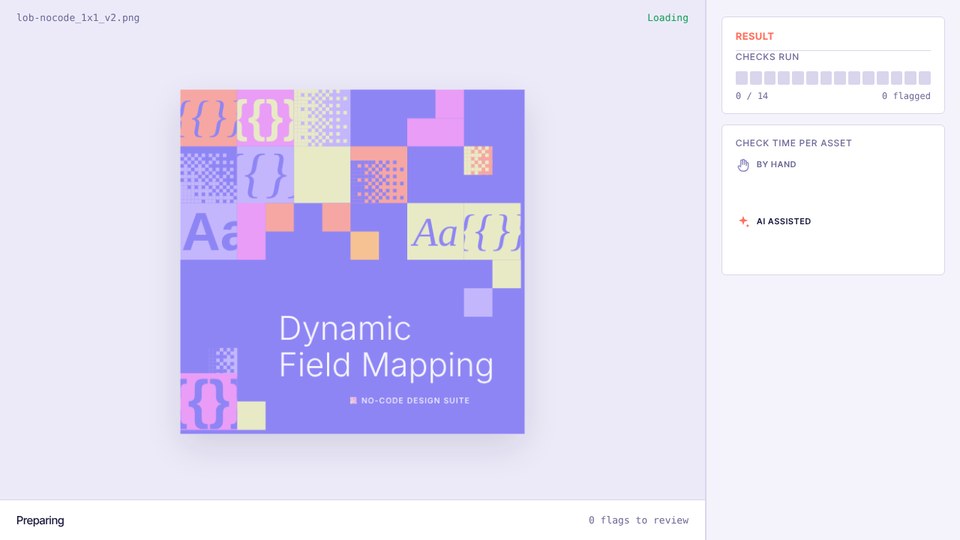 lob-nocode_1x1_v2.png
Loading
{{}}
{{}}
{{}}
Aa
Aa
{{}}
Dynamic
Field Mapping
NO-CODE DESIGN SUITE
{{}}
Preparing
0 flags to review
RESULT
CHECKS RUN
0 / 14
0 flagged
CHECK TIME PER ASSET
BY HAND
AI ASSISTED